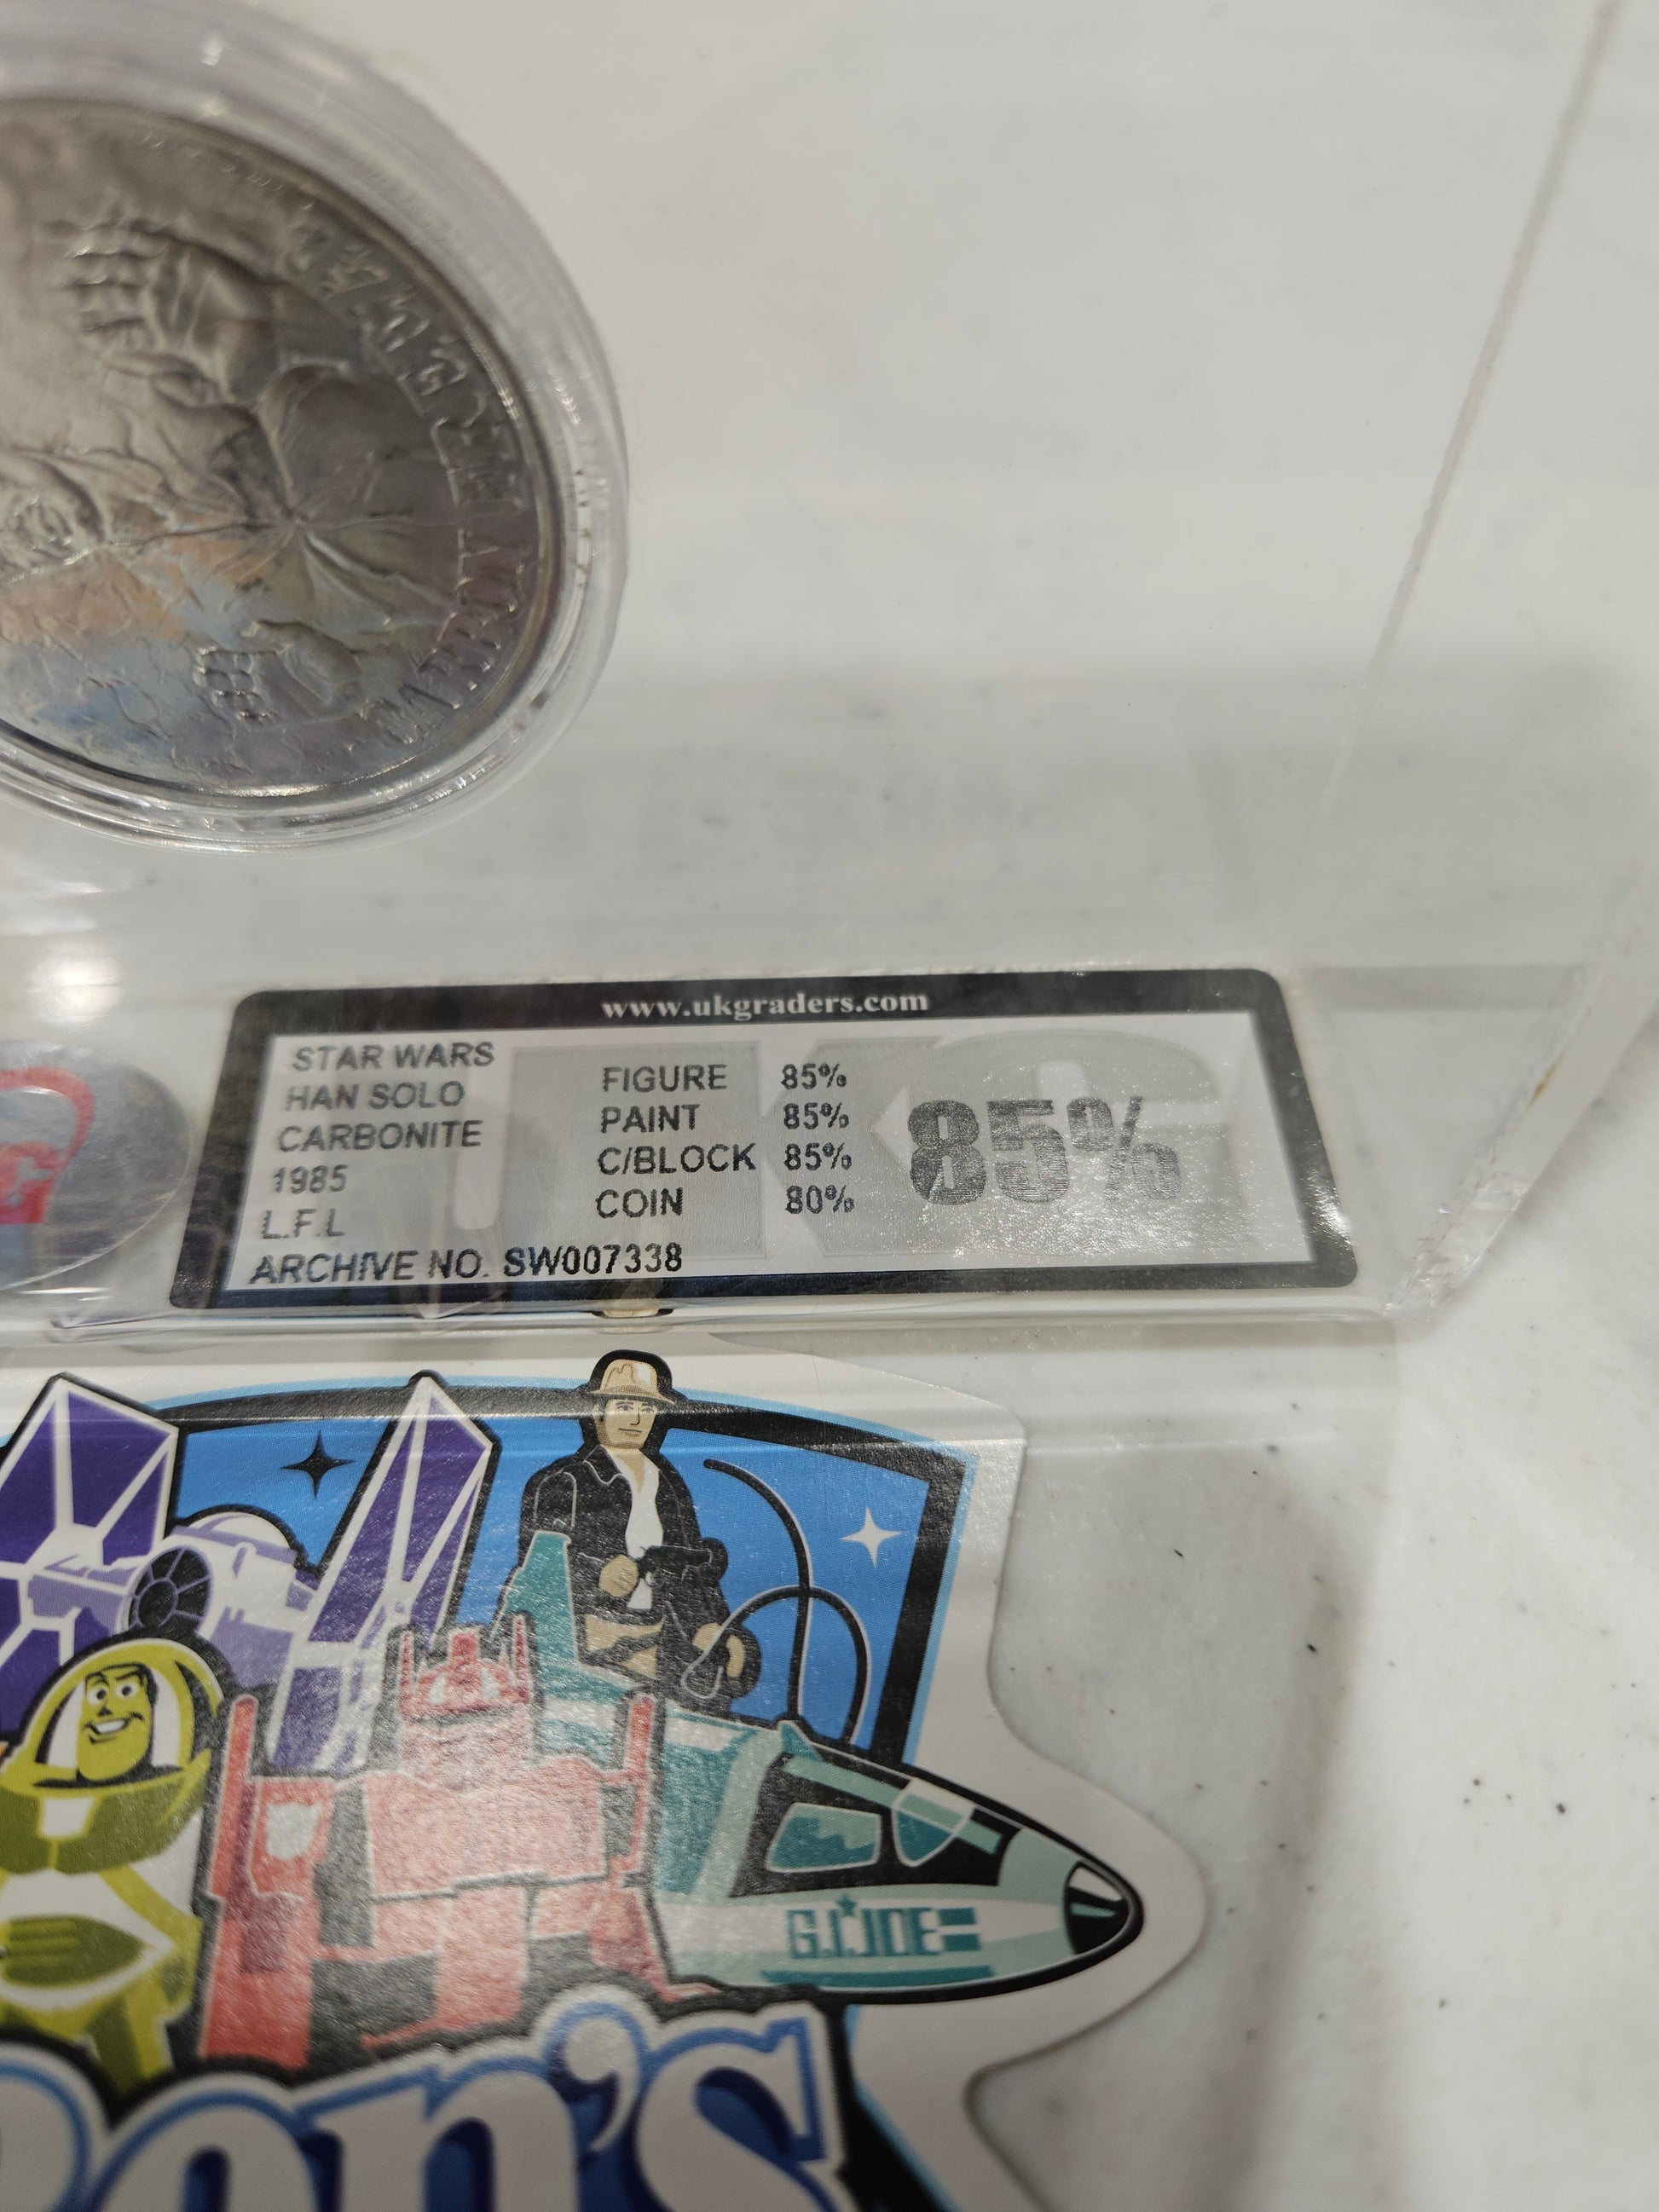 www.ukgraders.com
STAR WARS
HAN SOLO
CARBONITE
1985
L.F.L
ARCHIVE NO. SW007338
FIGURE 85%
PAINT 85%
C/BLOCK 85%
COIN 80%
85%
G.I.JOE